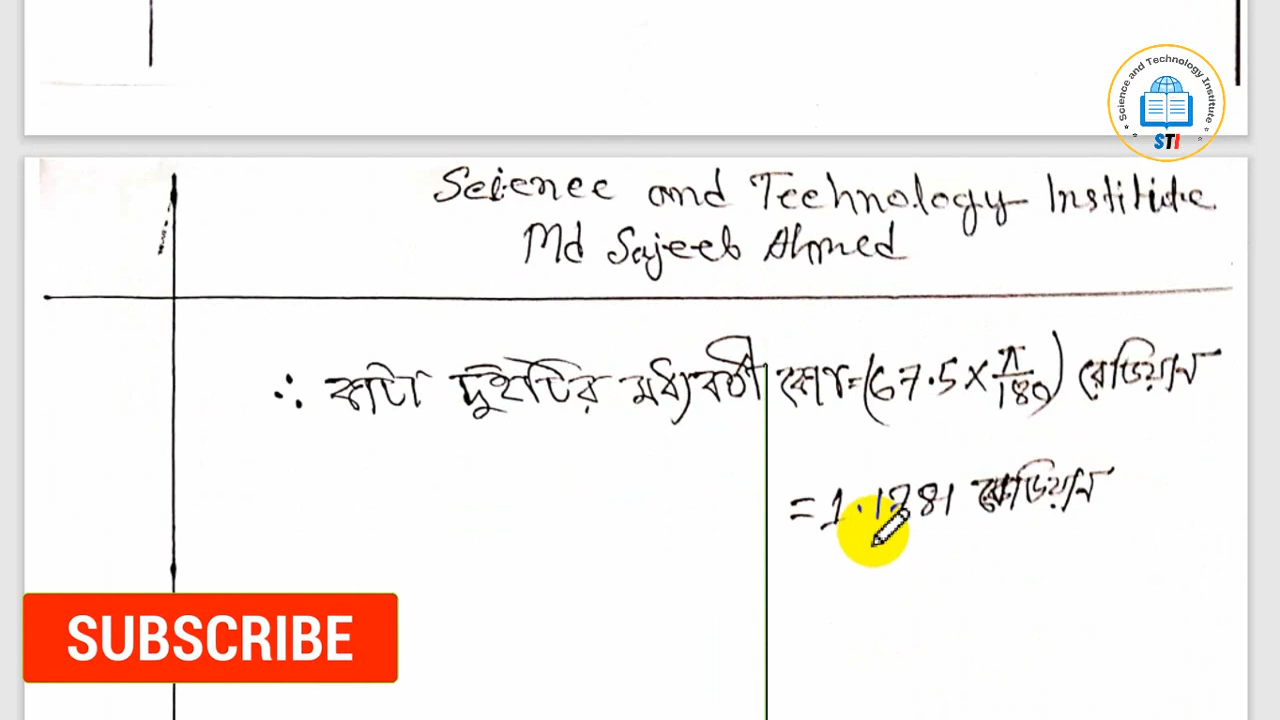 Science and Technology Institute
STI
Science and Technology Institute.
Md Sajeeb Ahmed
∴ কাটা দুইটির মধ্যবর্তী কোণ=(67.5×π/180) রেডিয়ান
=1.1781 রেডিয়ান
SUBSCRIBE